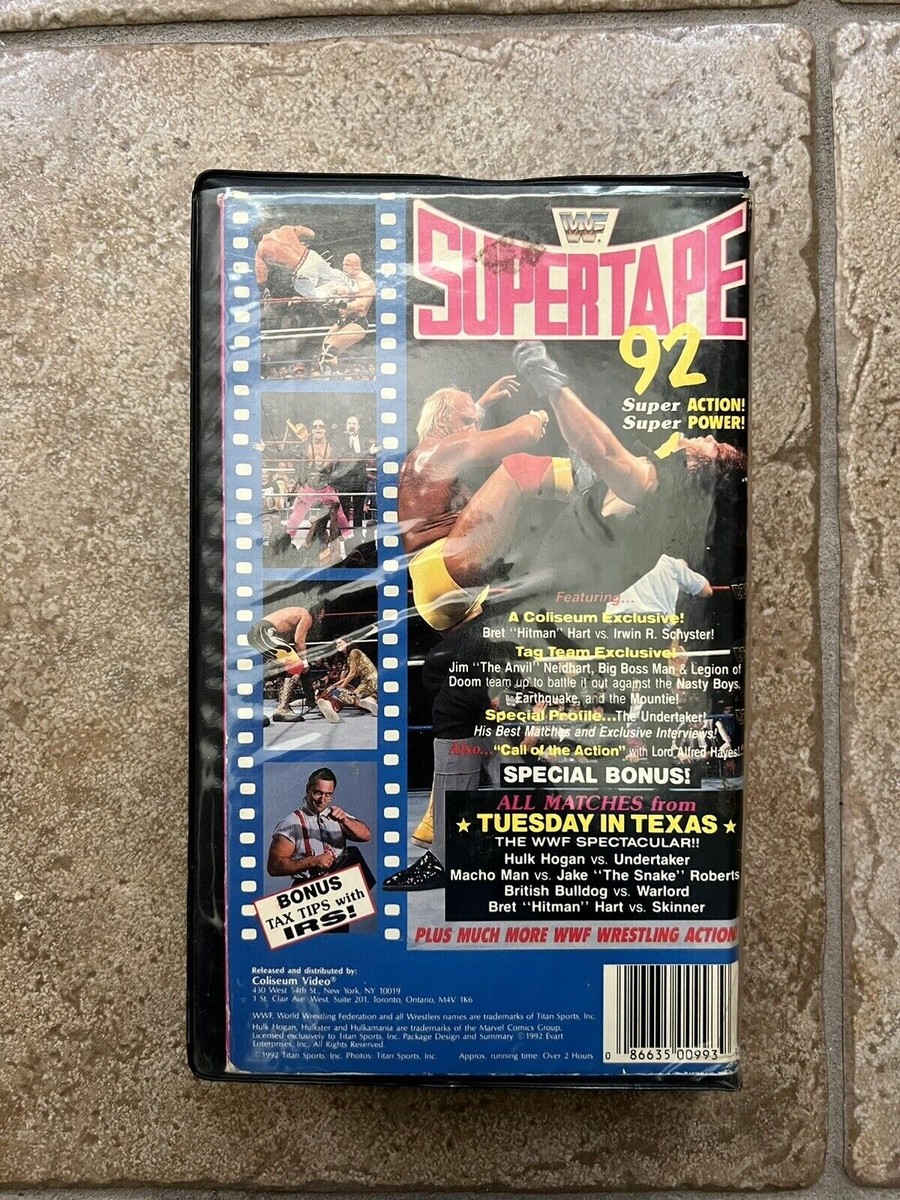 WWF
SUPERTAPE
92
Super ACTION!
Super POWER!
Featuring...
A Coliseum Exclusive!
Bret "Hitman" Hart vs. Irwin R. Schyster!
Tag Team Exclusive!
Jim "The Anvil" Neidhart, Big Boss Man & Legion of
Doom team up to battle it out against the Nasty Boys,
Earthquake, and the Mountie!
Special Profile...The Undertaker!
His Best Matches and Exclusive Interviews!
Also..."Call of the Action" with Lord Alfred Hayes!
SPECIAL BONUS!
ALL MATCHES from
TUESDAY IN TEXAS
THE WWF SPECTACULAR!!
Hulk Hogan vs. Undertaker
Macho Man vs. Jake "The Snake" Roberts
British Bulldog vs. Warlord
Bret "Hitman" Hart vs. Skinner
PLUS MUCH MORE WWF WRESTLING ACTION
BONUS
TAX TIPS with
IRS!
Released and distributed by:
Coliseum Video®
430 West 54th St., New York, NY 10019
1 St. Clair Ave. West, Suite 201, Toronto, Ontario, M4V 1K6
WWF, World Wrestling Federation and all Wrestlers names are trademarks of Titan Sports, Inc.
Hulk Hogan, Hulkster and Hulkamania are trademarks of the Marvel Comics Group.
Licensed exclusively to Titan Sports, Inc. Package Design and Summary © 1992 Evart
Enterprises, Inc. All Rights Reserved.
© 1992 Titan Sports, Inc. Photos: Titan Sports, Inc. Approx. running time: Over 2 Hours
0 86635 00993